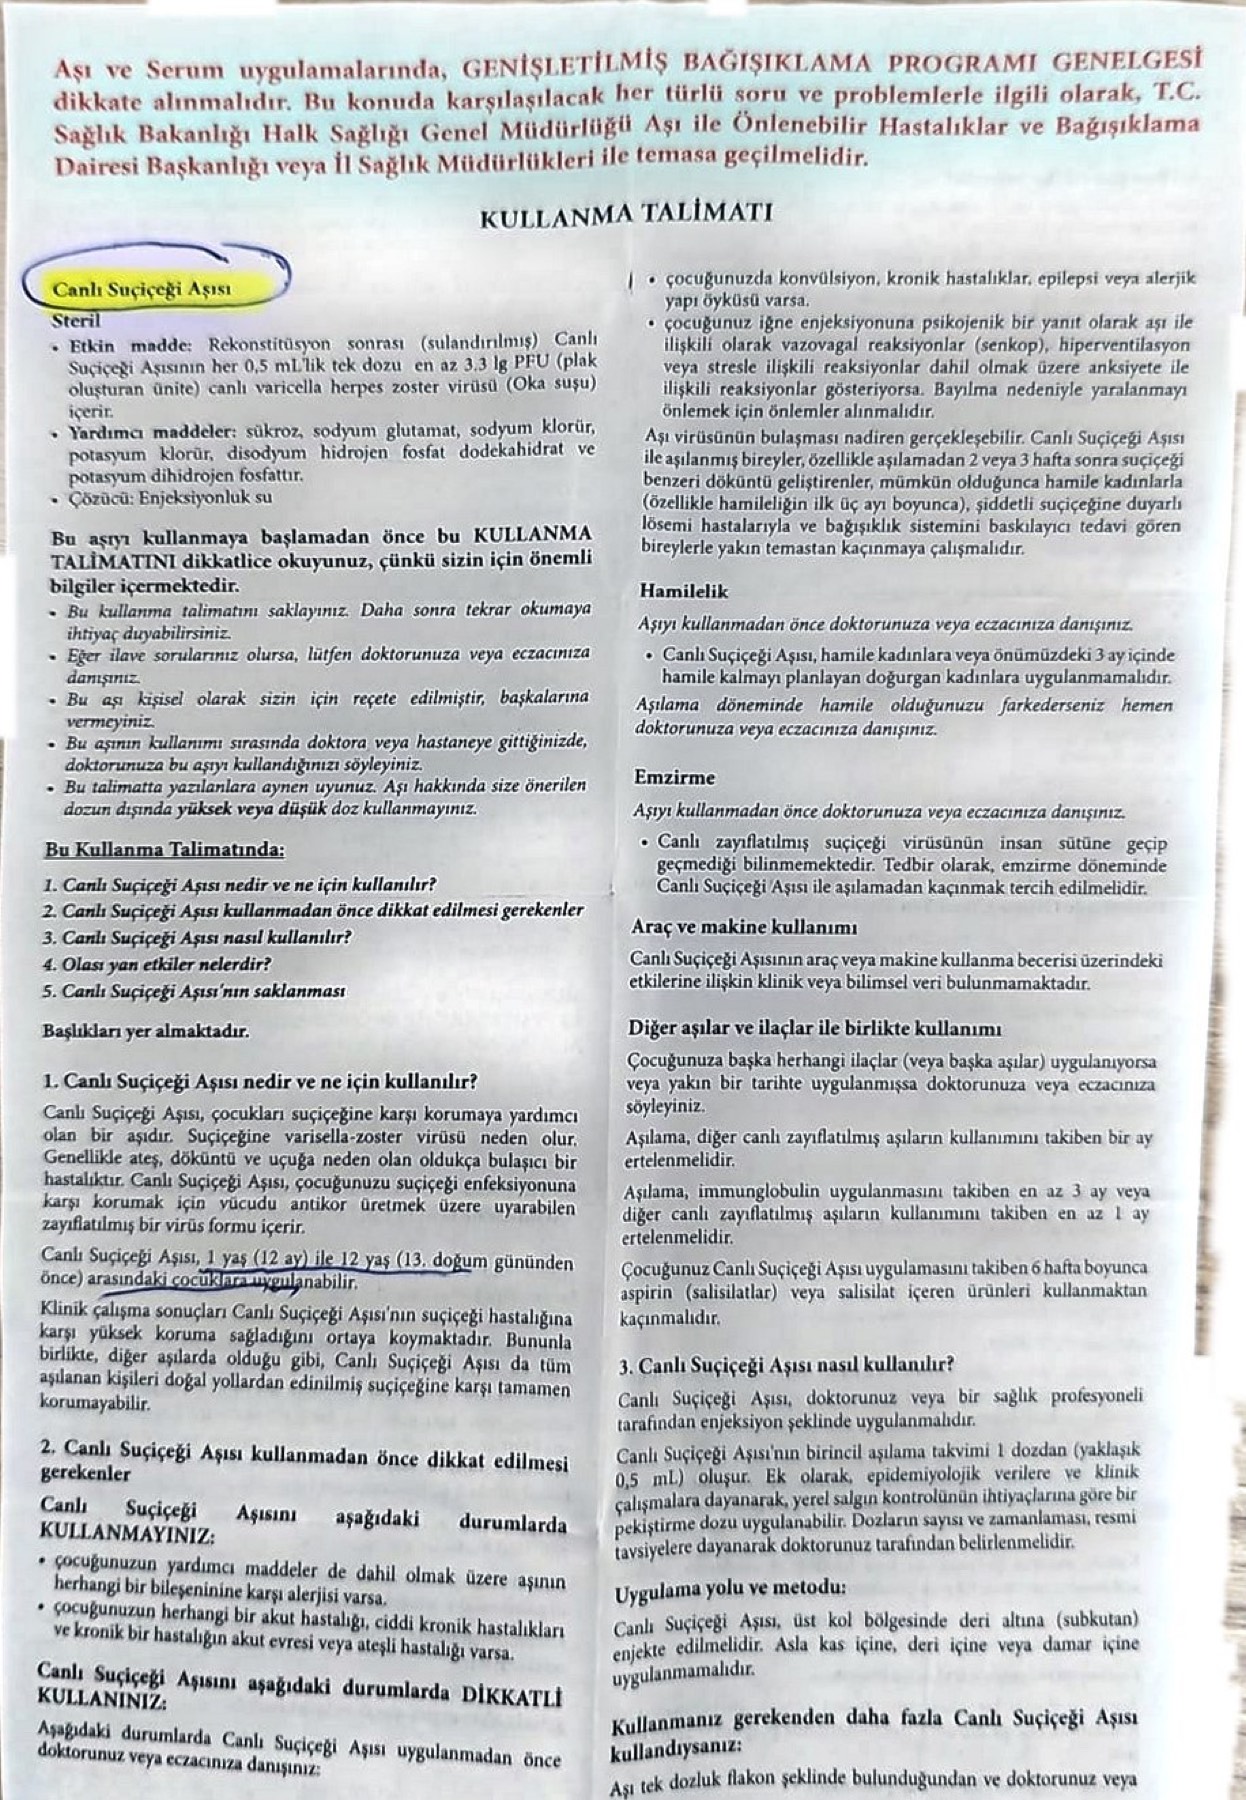 Aşı ve Serum uygulamalarında, GENİŞLETİLMİŞ BAĞIŞIKLAMA PROGRAMI GENELGESİ
dikkate alınmalıdır. Bu konuda karşılaşılacak her türlü soru ve problemlerle ilgili olarak, T.C.
Sağlık Bakanlığı Halk Sağlığı Genel Müdürlüğü Aşı ile Önlenebilir Hastalıklar ve Bağışıklama
Dairesi Başkanlığı veya İl Sağlık Müdürlükleri ile temasa geçilmelidir.
KULLANMA TALİMATI
Canlı Suçiçeği Aşısı
Steril
• Etkin madde: Rekonstitüsyon sonrası (sulandırılmış) Canlı
Suçiçeği Aşısının her 0,5 mL'lik tek dozu en az 3.3 lg PFU (plak
oluşturan ünite) canlı varicella herpes zoster virüsü (Oka suşu)
içerir.
• Yardımcı maddeler: sükroz, sodyum glutamat, sodyum klorür,
potasyum klorür, disodyum hidrojen fosfat dodekahidrat ve
potasyum dihidrojen fosfattır.
• Çözücü: Enjeksiyonluk su
Bu aşıyı kullanmaya başlamadan önce bu KULLANMA
TALİMATINI dikkatlice okuyunuz, çünkü sizin için önemli
bilgiler içermektedir.
• Bu kullanma talimatını saklayınız. Daha sonra tekrar okumaya
ihtiyaç duyabilirsiniz.
• Eğer ilave sorularınız olursa, lütfen doktorunuza veya eczacınıza
danışınız.
• Bu aşı kişisel olarak sizin için reçete edilmiştir, başkalarına
vermeyiniz.
• Bu aşının kullanımı sırasında doktora veya hastaneye gittiğinizde,
doktorunuza bu aşıyı kullandığınızı söyleyiniz.
• Bu talimatta yazılanlara aynen uyunuz. Aşı hakkında size önerilen
dozun dışında yüksek veya düşük doz kullanmayınız.
Bu Kullanma Talimatında:
1. Canlı Suçiçeği Aşısı nedir ve ne için kullanılır?
2. Canlı Suçiçeği Aşısı kullanmadan önce dikkat edilmesi gerekenler
3. Canlı Suçiçeği Aşısı nasıl kullanılır?
4. Olası yan etkiler nelerdir?
5. Canlı Suçiçeği Aşısı'nın saklanması
Başlıkları yer almaktadır.
1. Canlı Suçiçeği Aşısı nedir ve ne için kullanılır?
Canlı Suçiçeği Aşısı, çocukları suçiçeğine karşı korumaya yardımcı
olan bir aşıdır. Suçiçeğine varisella-zoster virüsü neden olur.
Genellikle ateş, döküntü ve uçuğa neden olan oldukça bulaşıcı bir
hastalıktır. Canlı Suçiçeği Aşısı, çocuğunuzu suçiçeği enfeksiyonuna
karşı korumak için vücudu antikor üretmek üzere uyarabilen
zayıflatılmış bir virüs formu içerir.
Canlı Suçiçeği Aşısı, 1 yaş (12 ay) ile 12 yaş (13. doğum gününden
önce) arasındaki çocuklara uygulanabilir.
Klinik çalışma sonuçları Canlı Suçiçeği Aşısı'nın suçiçeği hastalığına
karşı yüksek koruma sağladığını ortaya koymaktadır. Bununla
birlikte, diğer aşılarda olduğu gibi, Canlı Suçiçeği Aşısı da tüm
aşılanan kişileri doğal yollardan edinilmiş suçiçeğine karşı tamamen
korumayabilir.
2. Canlı Suçiçeği Aşısı kullanmadan önce dikkat edilmesi
gerekenler
Canlı Suçiçeği Aşısını aşağıdaki durumlarda
KULLANMAYINIZ:
• çocuğunuzun yardımcı maddeler de dahil olmak üzere aşının
herhangi bir bileşeninine karşı alerjisi varsa.
• çocuğunuzun herhangi bir akut hastalığı, ciddi kronik hastalıkları
ve kronik bir hastalığın akut evresi veya ateşli hastalığı varsa.
Canlı Suçiçeği Aşısını aşağıdaki durumlarda DİKKATLİ
KULLANINIZ:
Aşağıdaki durumlarda Canlı Suçiçeği Aşısı uygulanmadan önce
doktorunuz veya eczacınıza danışınız:
• çocuğunuzda konvülsiyon, kronik hastalıklar, epilepsi veya alerjik
yapı öyküsü varsa.
• çocuğunuz iğne enjeksiyonuna psikojenik bir yanıt olarak aşı ile
ilişkili olarak vazovagal reaksiyonlar (senkop), hiperventilasyon
veya stresle ilişkili reaksiyonlar dahil olmak üzere anksiyete ile
ilişkili reaksiyonlar gösteriyorsa. Bayılma nedeniyle yaralanmayı
önlemek için önlemler alınmalıdır.
Aşı virüsünün bulaşması nadiren gerçekleşebilir. Canlı Suçiçeği Aşısı
ile aşılanmış bireyler, özellikle aşılamadan 2 veya 3 hafta sonra suçiçeği
benzeri döküntü geliştirenler, mümkün olduğunca hamile kadınlarla
(özellikle hamileliğin ilk üç ayı boyunca), şiddetli suçiçeğine duyarlı
lösemi hastalarıyla ve bağışıklık sistemini baskılayıcı tedavi gören
bireylerle yakın temastan kaçınmaya çalışmalıdır.
Hamilelik
Aşıyı kullanmadan önce doktorunuza veya eczacınıza danışınız.
• Canlı Suçiçeği Aşısı, hamile kadınlara veya önümüzdeki 3 ay içinde
hamile kalmayı planlayan doğurgan kadınlara uygulanmamalıdır.
Aşılama döneminde hamile olduğunuzu farkederseniz hemen
doktorunuza veya eczacınıza danışınız.
Emzirme
Aşıyı kullanmadan önce doktorunuza veya eczacınıza danışınız.
• Canlı zayıflatılmış suçiçeği virüsünün insan sütüne geçip
geçmediği bilinmemektedir. Tedbir olarak, emzirme döneminde
Canlı Suçiçeği Aşısı ile aşılamadan kaçınmak tercih edilmelidir.
Araç ve makine kullanımı
Canlı Suçiçeği Aşısının araç veya makine kullanma becerisi üzerindeki
etkilerine ilişkin klinik veya bilimsel veri bulunmamaktadır.
Diğer aşılar ve ilaçlar ile birlikte kullanımı
Çocuğunuza başka herhangi ilaçlar (veya başka aşılar) uygulanıyorsa
veya yakın bir tarihte uygulanmışsa doktorunuza veya eczacınıza
söyleyiniz.
Aşılama, diğer canlı zayıflatılmış aşıların kullanımını takiben bir ay
ertelenmelidir.
Aşılama, immunglobulin uygulanmasını takiben en az 3 ay veya
diğer canlı zayıflatılmış aşıların kullanımını takiben en az 1 ay
ertelenmelidir.
Çocuğunuz Canlı Suçiçeği Aşısı uygulamasını takiben 6 hafta boyunca
aspirin (salisilatlar) veya salisilat içeren ürünleri kullanmaktan
kaçınmalıdır.
3. Canlı Suçiçeği Aşısı nasıl kullanılır?
Canlı Suçiçeği Aşısı, doktorunuz veya bir sağlık profesyoneli
tarafından enjeksiyon şeklinde uygulanmalıdır.
Canlı Suçiçeği Aşısı'nın birincil aşılama takvimi 1 dozdan (yaklaşık
0,5 mL) oluşur. Ek olarak, epidemiyolojik verilere ve klinik
çalışmalara dayanarak, yerel salgın kontrolünün ihtiyaçlarına göre bir
pekiştirme dozu uygulanabilir. Dozların sayısı ve zamanlaması, resmi
tavsiyelere dayanarak doktorunuz tarafından belirlenmelidir.
Uygulama yolu ve metodu:
Canlı Suçiçeği Aşısı, üst kol bölgesinde deri altına (subkutan)
enjekte edilmelidir. Asla kas içine, deri içine veya damar içine
uygulanmamalıdır.
Kullanmanız gerekenden daha fazla Canlı Suçiçeği Aşısı
kullandıysanız:
Aşı tek dozluk flakon şeklinde bulunduğundan ve doktorunuz veya